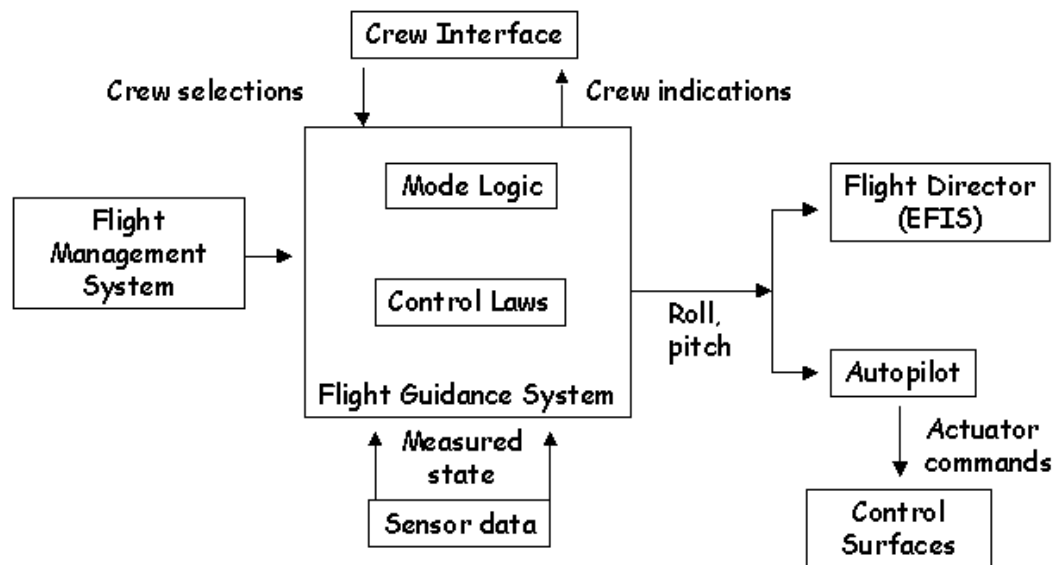 Crew Interface
Crew selections
Crew indications
Mode Logic
Flight Director
(EFIS)
Flight
Management
System
Control Laws
Roll,
pitch
Autopilot
Flight Guidance System
Measured
state
Actuator
commands
Sensor data
Control
Surfaces